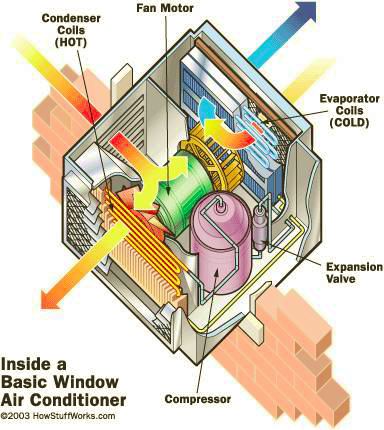 Condenser
Coils
(HOT)
Fan Motor
Evaporator
Coils
(COLD)
Expansion
Valve
Compressor
Inside a
Basic Window
Air Conditioner
©2003 HowStuffWorks.com